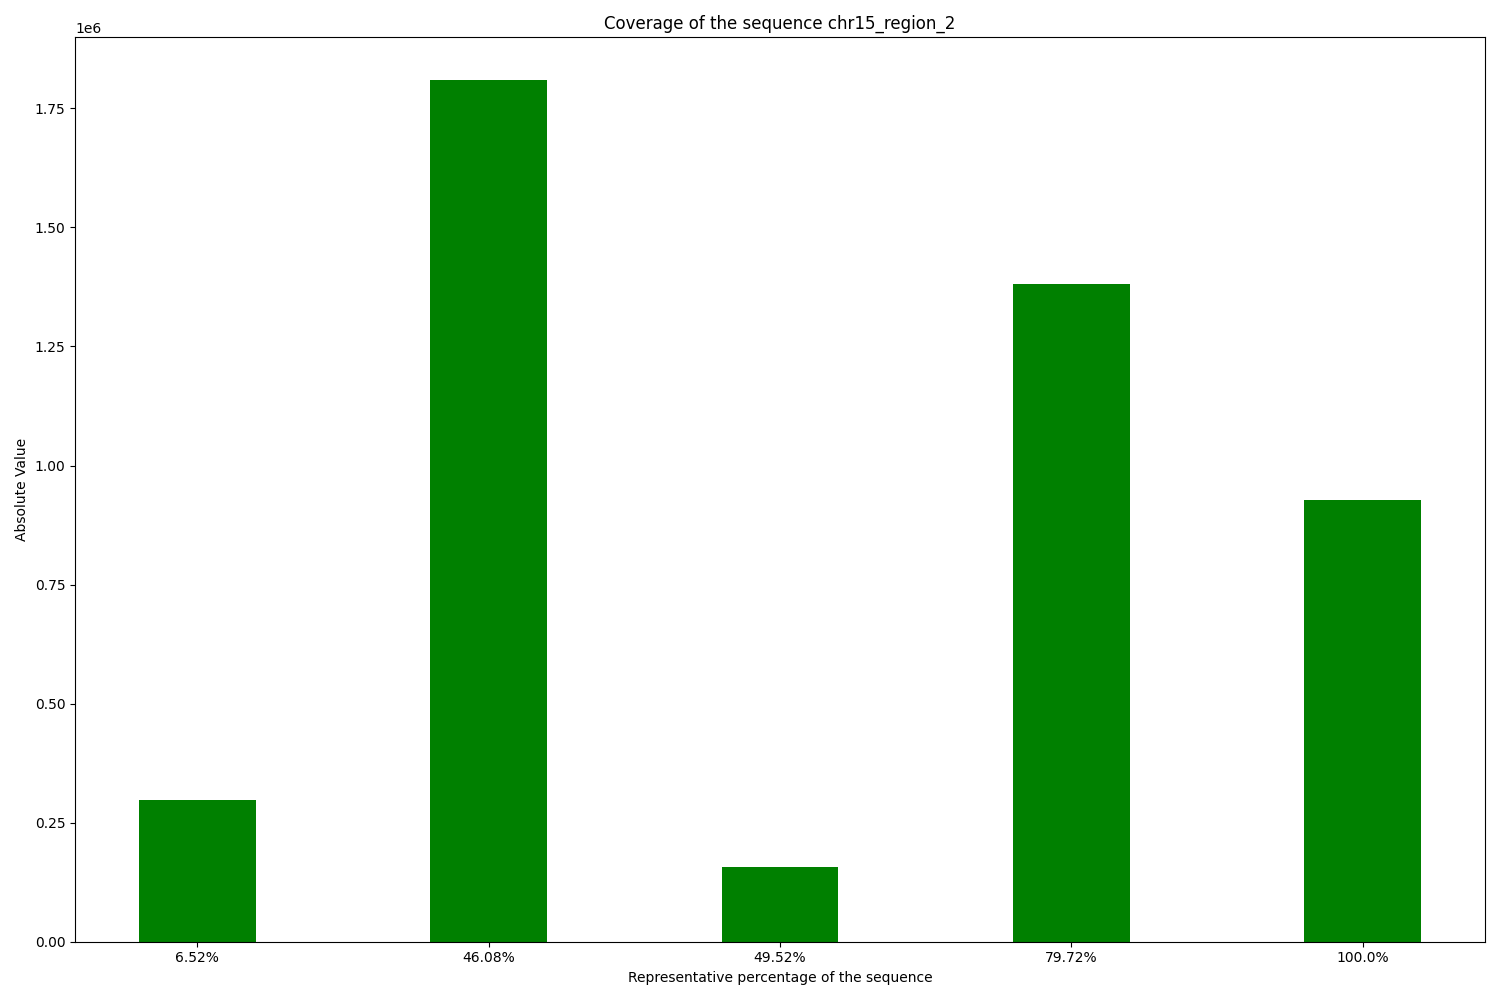 Coverage of the sequence chr15_region_2
1e6
1.75
1.50
1.25
1.00
0.75
0.50
0.25
0.00
Absolute Value
6.52% 46.08% 49.52% 79.72% 100.0%
Representative percentage of the sequence